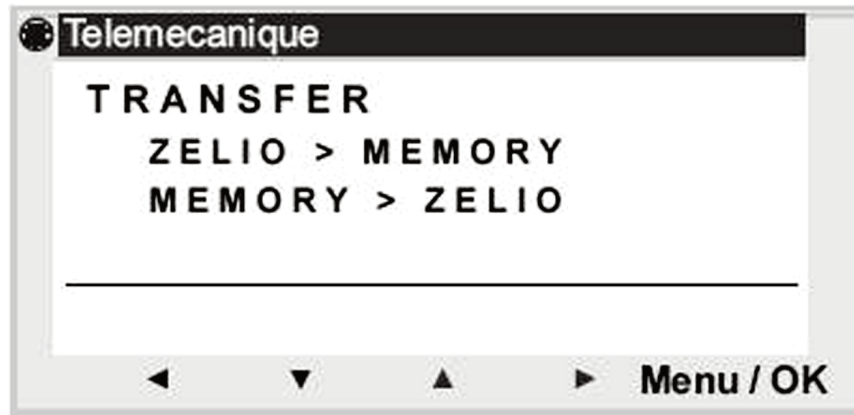 Telemecanique
TRANSFER
ZELIO > MEMORY
MEMORY > ZELIO
Menu / OK